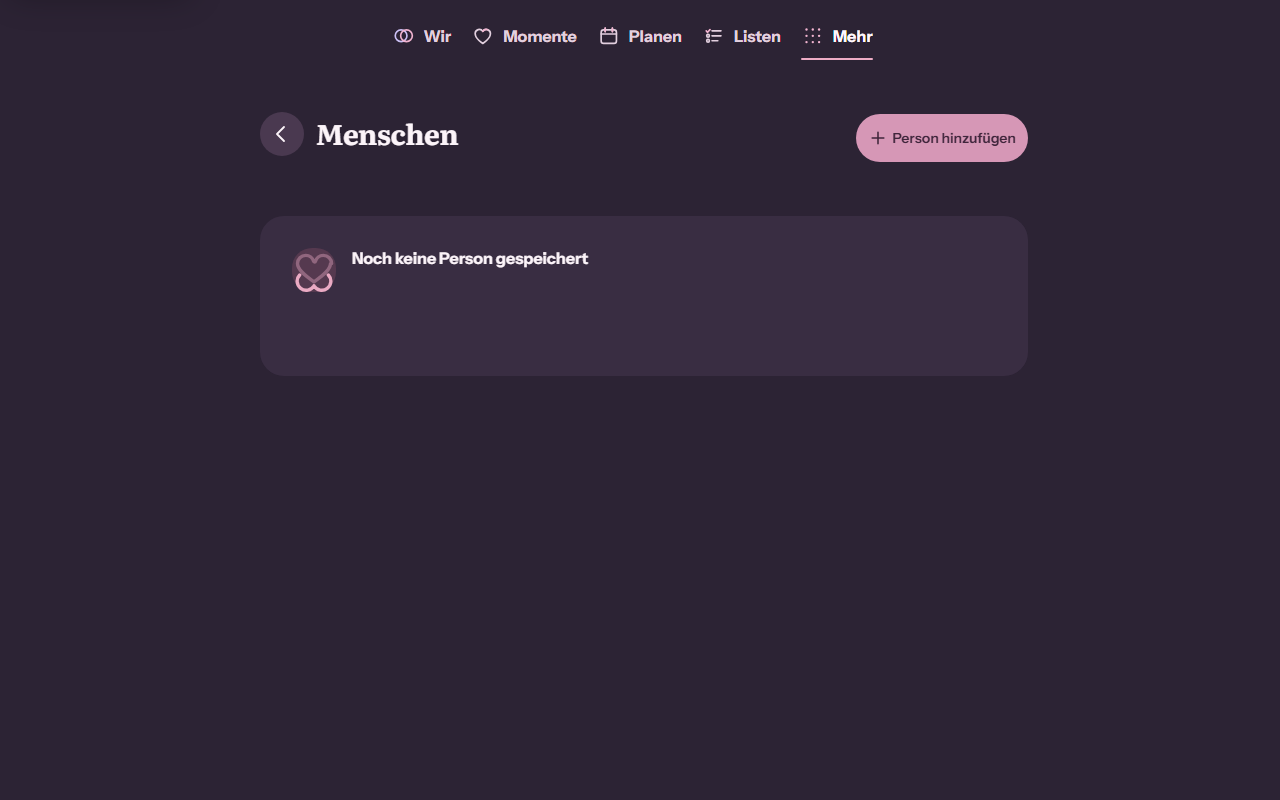 Wir
Momente
Planen
Listen
Mehr
Menschen
Person hinzufügen
Noch keine Person gespeichert